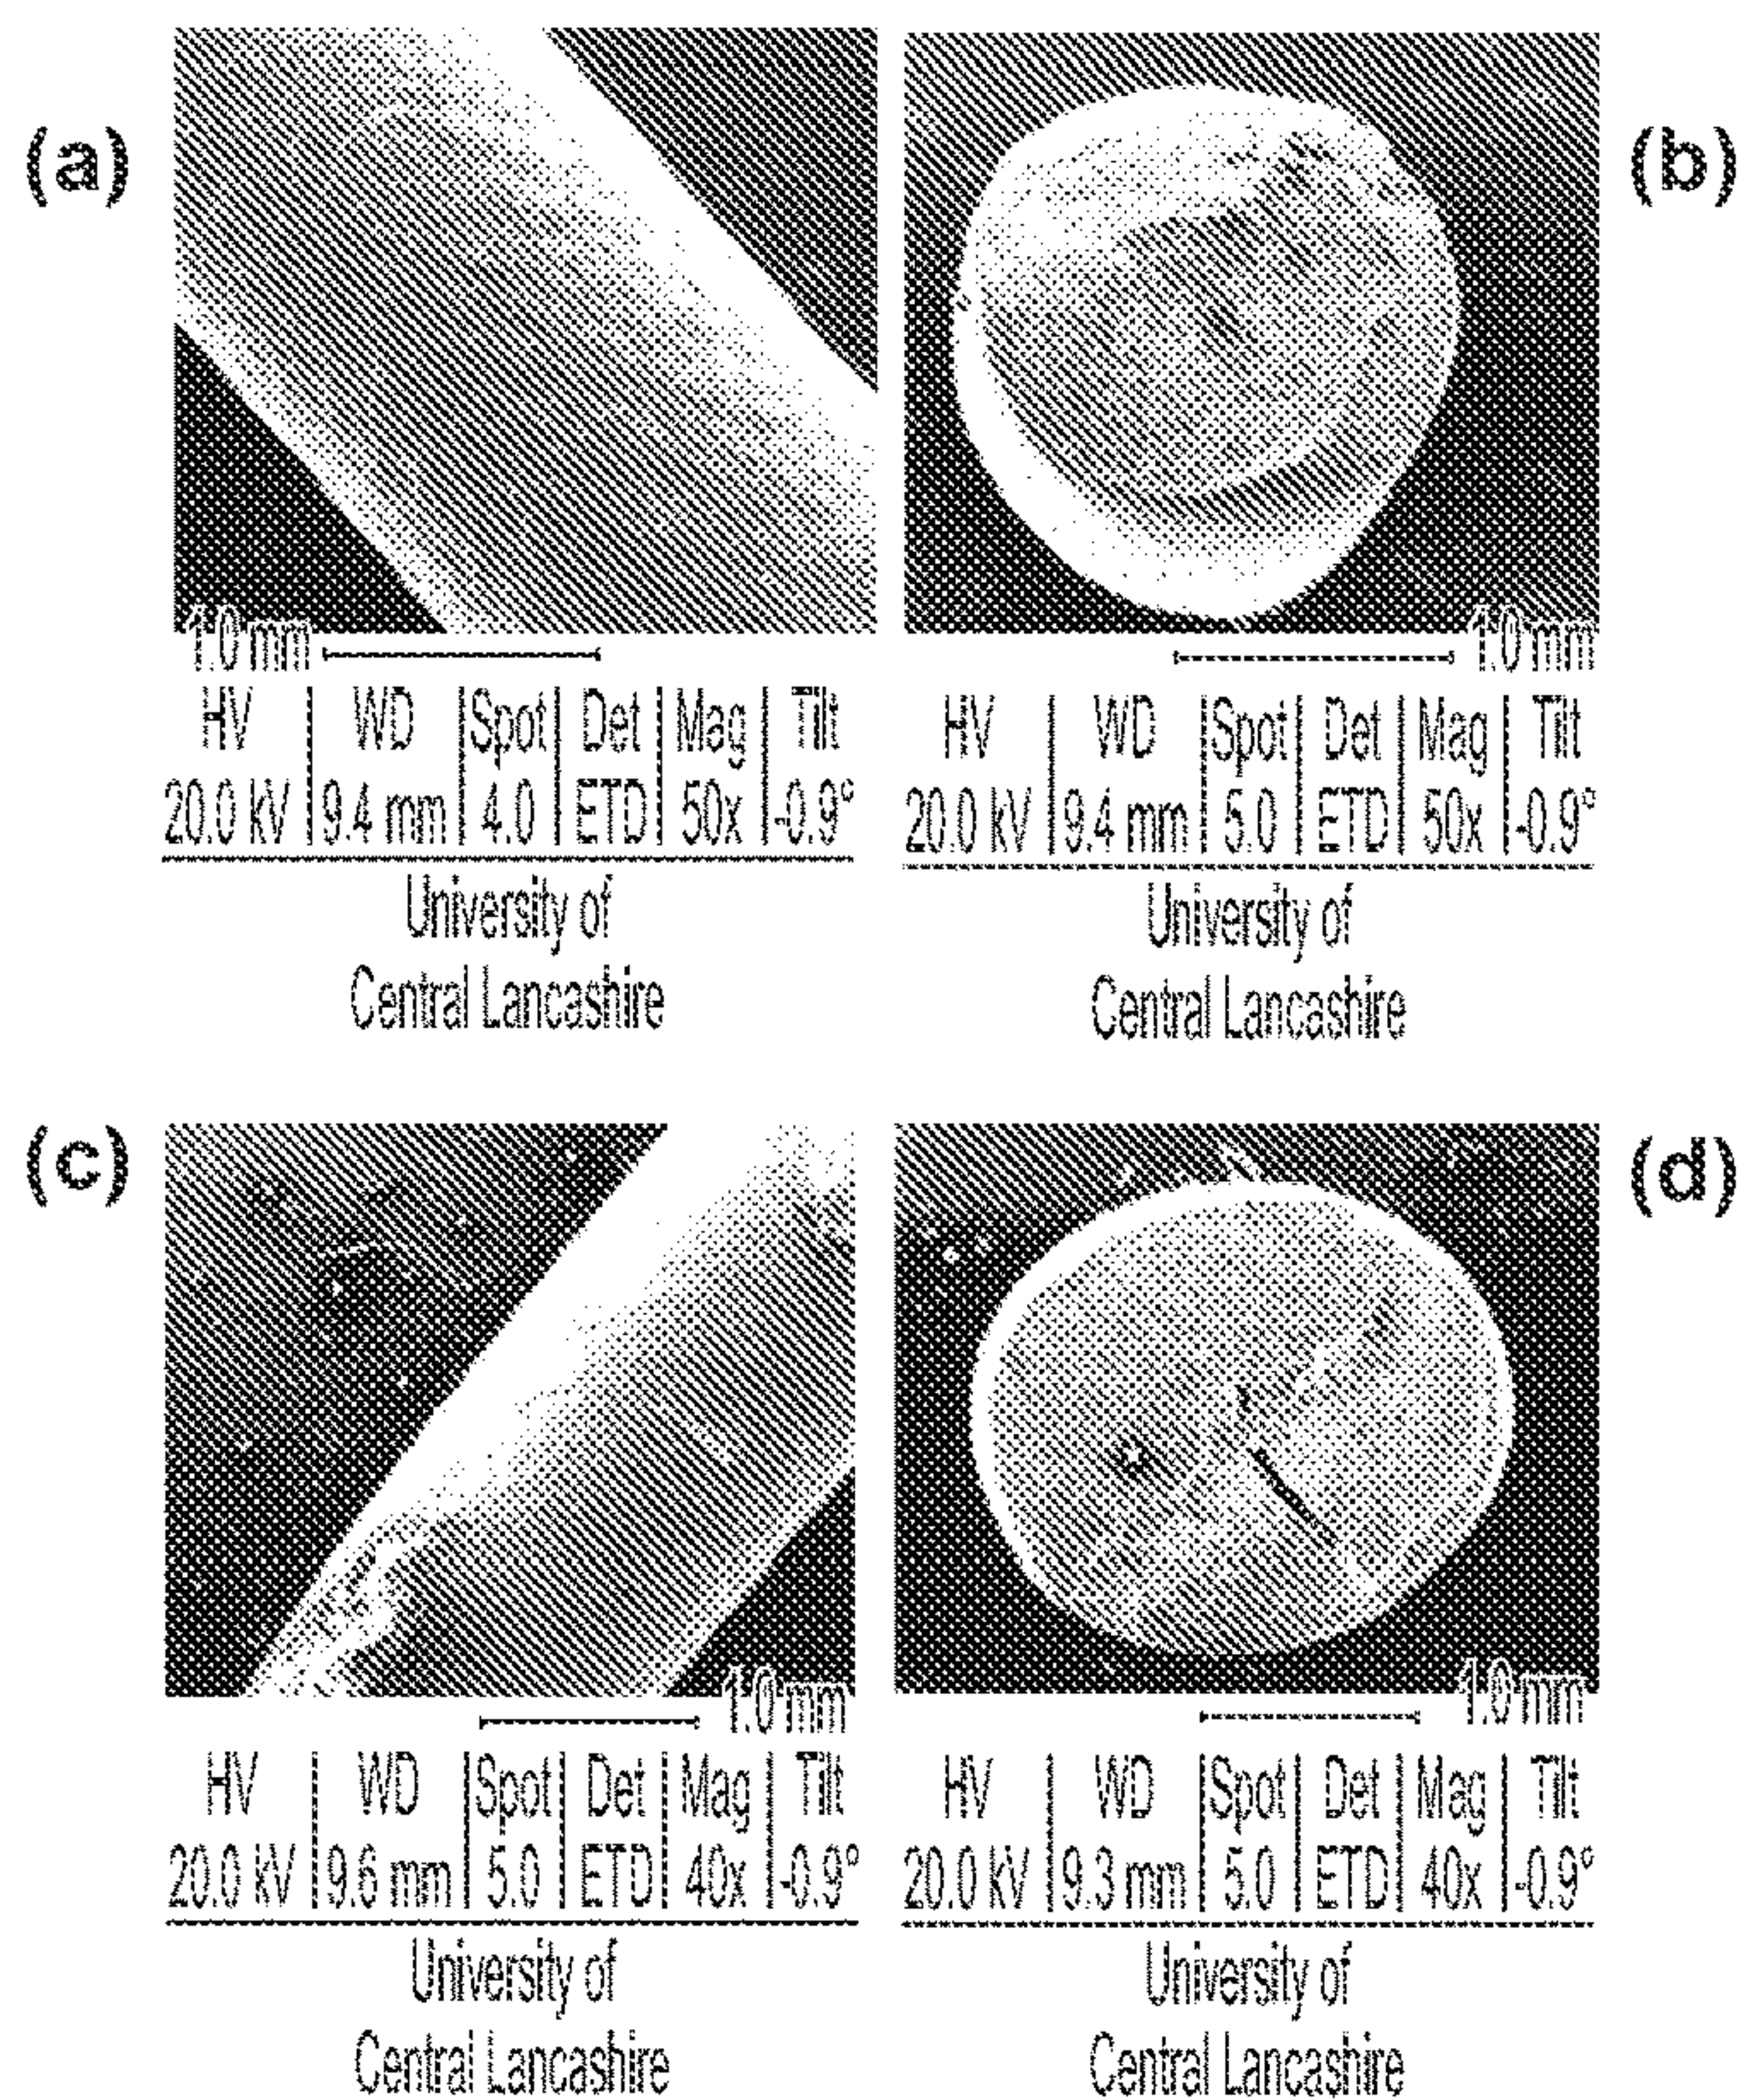 (a)
1.0 mm
HV WD Spot Det Mag Tilt
20.0 kV 9.4 mm 4.0 ETD 50x -0.9°
University of
Central Lancashire
(b)
1.0 mm
HV WD Spot Det Mag Tilt
20.0 kV 9.4 mm 5.0 ETD 50x -0.9°
University of
Central Lancashire
(c)
1.0 mm
HV WD Spot Det Mag Tilt
20.0 kV 9.6 mm 5.0 ETD 40x -0.9°
University of
Central Lancashire
(d)
1.0 mm
HV WD Spot Det Mag Tilt
20.0 kV 9.3 mm 5.0 ETD 40x -0.9°
University of
Central Lancashire